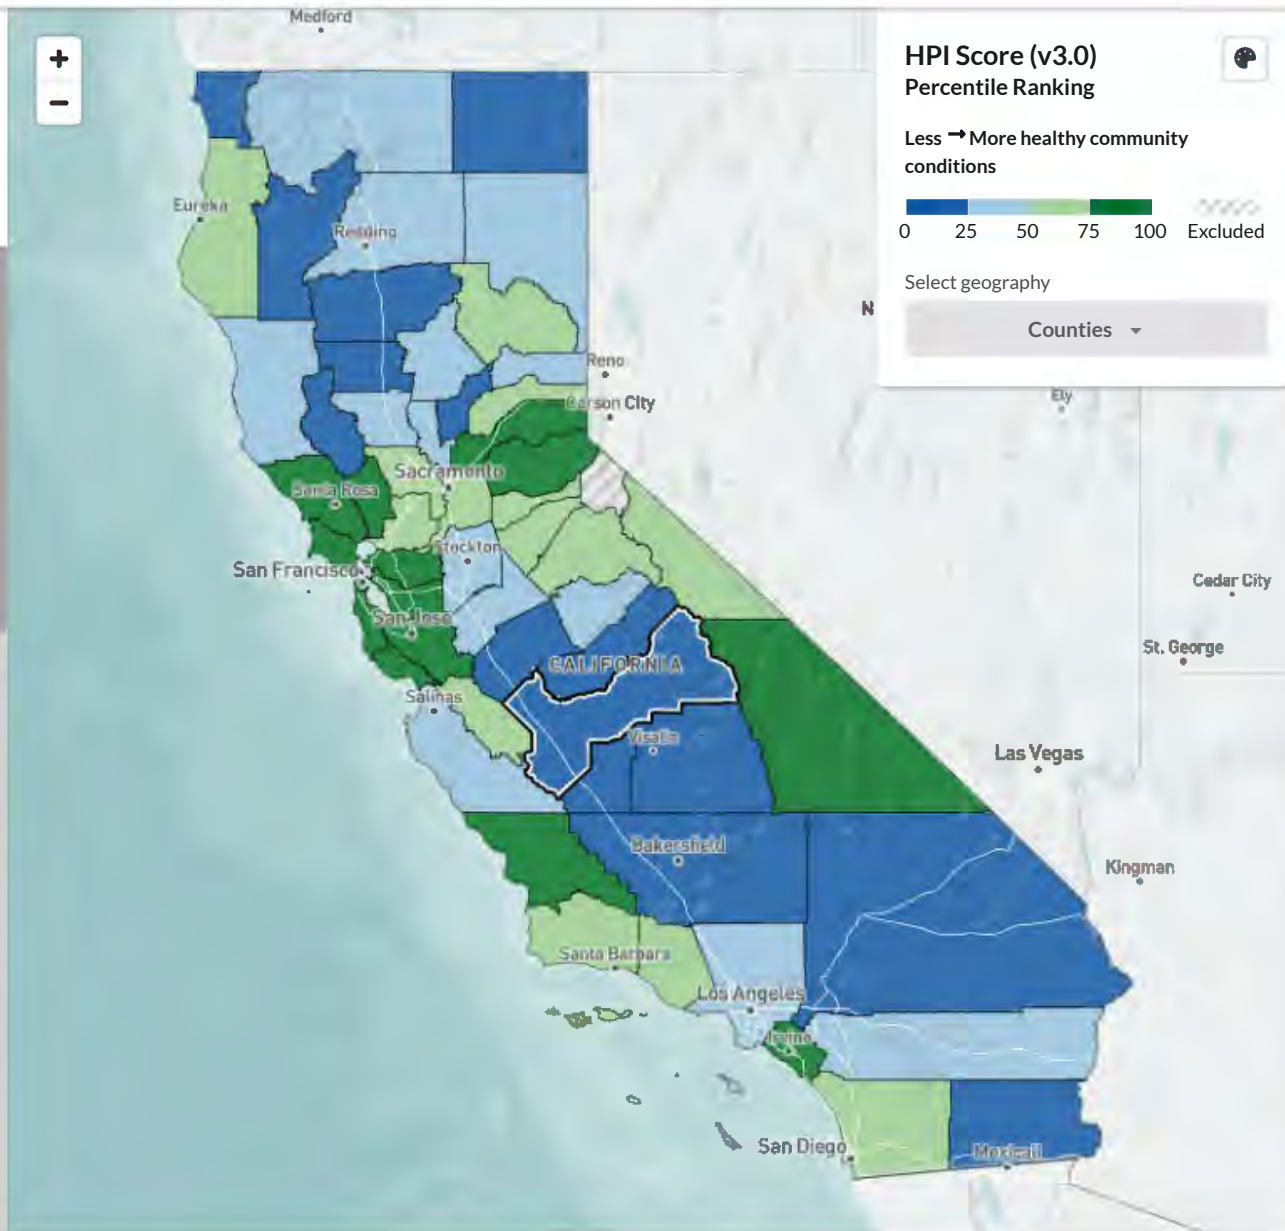 Medford
+
−
HPI Score (v3.0)
Percentile Ranking
Less → More healthy community
conditions
0 25 50 75 100 Excluded
Select geography
Counties
N
Eureka
Redding
Reno
Carson City
Ely
Sacramento
Santa Rosa
Stockton
San Francisco
Cedar City
San Jose
St. George
CALIFORNIA
Salinas
Visalia
Las Vegas
Bakersfield
Kingman
Santa Barbara
Los Angeles
Irvine
San Diego
Mexicali